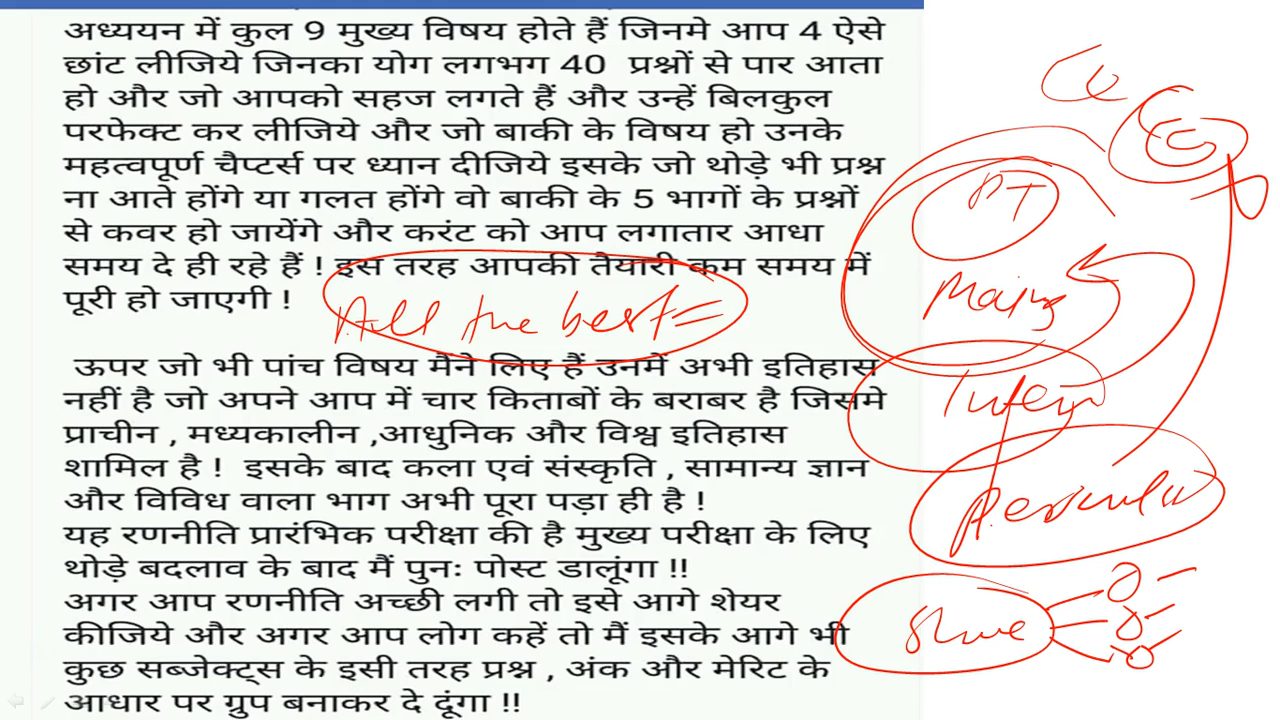 अध्ययन में कुल 9 मुख्य विषय होते हैं जिनमे आप 4 ऐसे
छांट लीजिये जिनका योग लगभग 40 प्रश्नों से पार आता
हो और जो आपको सहज लगते हैं और उन्हें बिलकुल
परफेक्ट कर लीजिये और जो बाकी के विषय हो उनके
महत्वपूर्ण चैप्टर्स पर ध्यान दीजिये इसके जो थोड़े भी प्रश्न
ना आते होंगे या गलत होंगे वो बाकी के 5 भागों के प्रश्नों
से कवर हो जायेंगे और करंट को आप लगातार आधा
समय दे ही रहे हैं ! इस तरह आपकी तैयारी कम समय में
पूरी हो जाएगी !
All the best
ऊपर जो भी पांच विषय मैंने लिए हैं उनमें अभी इतिहास
नहीं है जो अपने आप में चार किताबों के बराबर है जिसमे
प्राचीन , मध्यकालीन ,आधुनिक और विश्व इतिहास
शामिल है ! इसके बाद कला एवं संस्कृति , सामान्य ज्ञान
और विविध वाला भाग अभी पूरा पड़ा ही है !
यह रणनीति प्रारंभिक परीक्षा की है मुख्य परीक्षा के लिए
थोड़े बदलाव के बाद मैं पुनः पोस्ट डालूंगा !!
अगर आप रणनीति अच्छी लगी तो इसे आगे शेयर
कीजिये और अगर आप लोग कहें तो मैं इसके आगे भी
कुछ सब्जेक्ट्स के इसी तरह प्रश्न , अंक और मेरिट के
आधार पर ग्रुप बनाकर दे दूंगा !!
PT
Mains